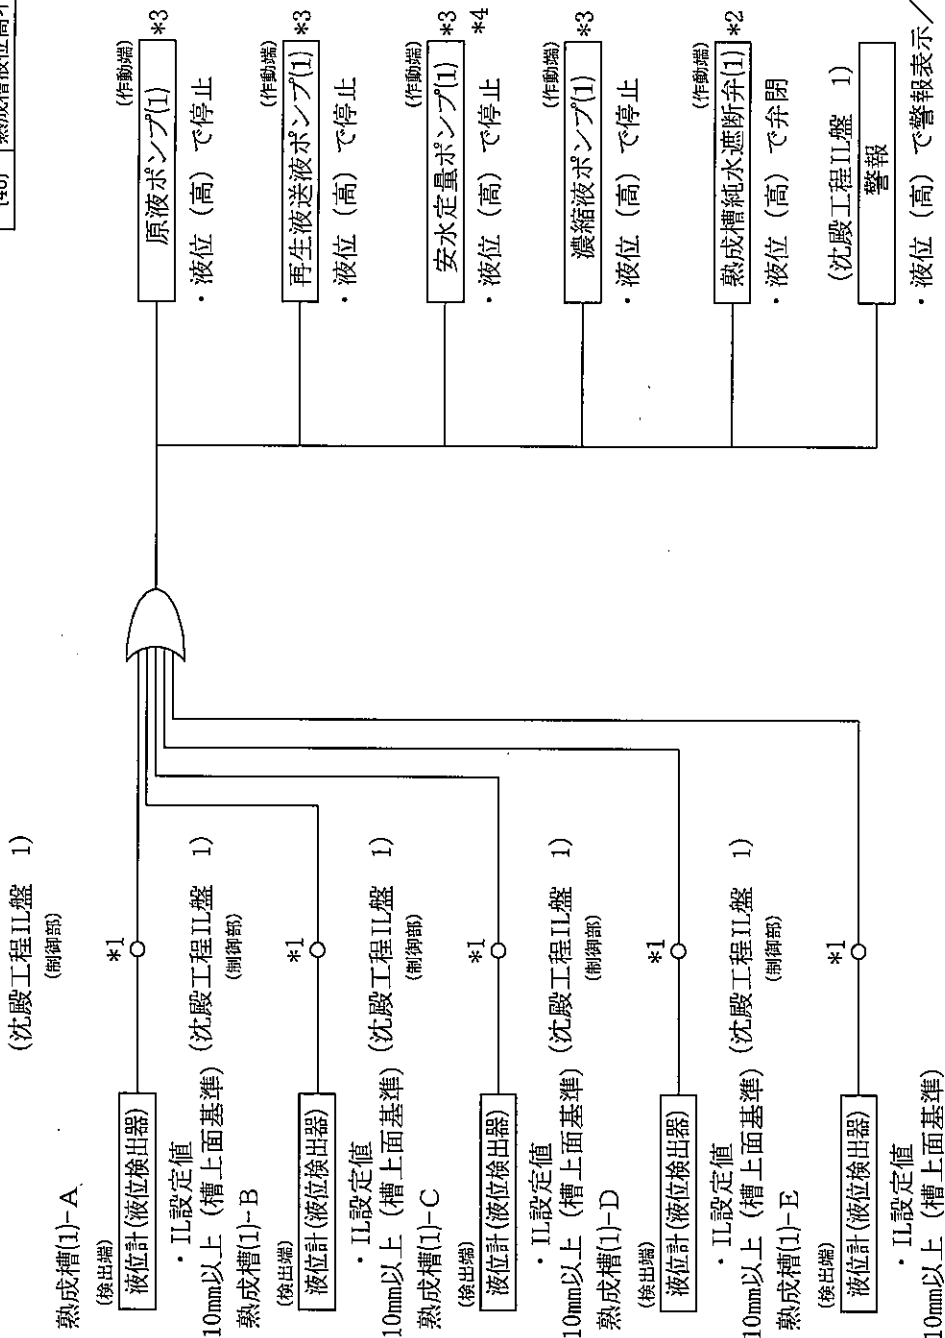 熟成槽(1)-A
(検出端)
液位計(液位検出器)
・IL設定値
10mm以上 (槽上面基準)
(沈殿工程IL盤 1)
(制御部)
*1
熟成槽(1)-B
(検出端)
液位計(液位検出器)
・IL設定値
10mm以上 (槽上面基準)
(沈殿工程IL盤 1)
(制御部)
*1
熟成槽(1)-C
(検出端)
液位計(液位検出器)
・IL設定値
10mm以上 (槽上面基準)
(沈殿工程IL盤 1)
(制御部)
*1
熟成槽(1)-D
(検出端)
液位計(液位検出器)
・IL設定値
10mm以上 (槽上面基準)
(沈殿工程IL盤 1)
(制御部)
*1
熟成槽(1)-E
(検出端)
液位計(液位検出器)
・IL設定値
10mm以上 (槽上面基準)
(沈殿工程IL盤 1)
(制御部)
*1
(作動端)
原液ポンプ(1) *3
・液位 (高) で停止
(作動端)
再生液送液ポンプ(1) *3
・液位 (高) で停止
(作動端)
安水定量ポンプ(1) *3
*4
・液位 (高) で停止
(作動端)
濃縮液ポンプ(1) *3
・液位 (高) で停止
(作動端)
熟成槽純水遮断弁(1) *2
・液位 (高) で弁閉
(沈殿工程IL盤 1)
警報
・液位 (高) で警報表示/